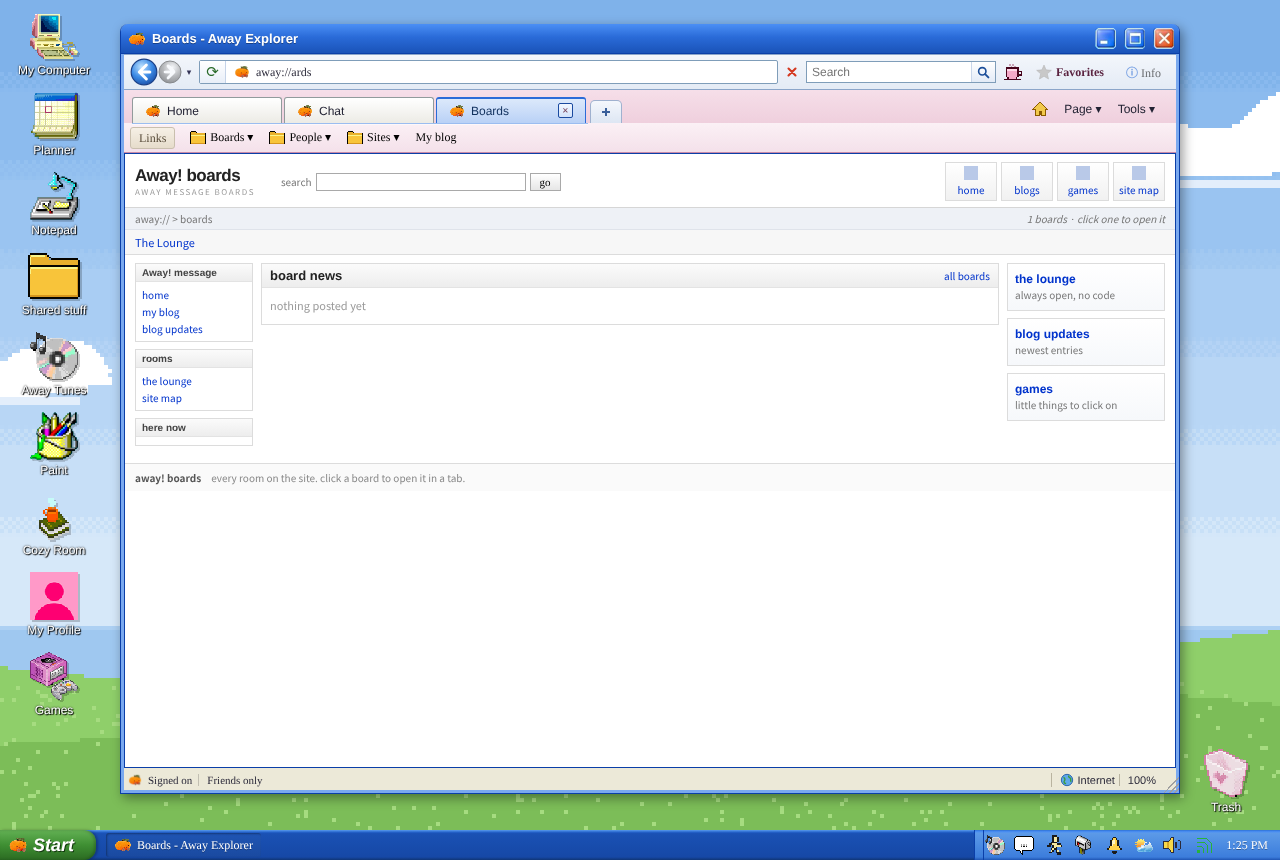 My Computer
Planner
Notepad
Shared stuff
Away Tunes
Paint
Cozy Room
My Profile
Games
Boards - Away Explorer
away://ards
Search
Favorites
Info
Home
Chat
Boards
Page ▾
Tools ▾
Links
Boards ▾
People ▾
Sites ▾
My blog
Away! boards
AWAY MESSAGE BOARDS
search
go
home
blogs
games
site map
away:// > boards
1 boards · click one to open it
The Lounge
Away! message
home
my blog
blog updates
rooms
the lounge
site map
here now
board news
all boards
nothing posted yet
the lounge
always open, no code
blog updates
newest entries
games
little things to click on
away! boards every room on the site. click a board to open it in a tab.
Signed on
Friends only
Internet
100%
Trash
Start
Boards - Away Explorer
1:25 PM